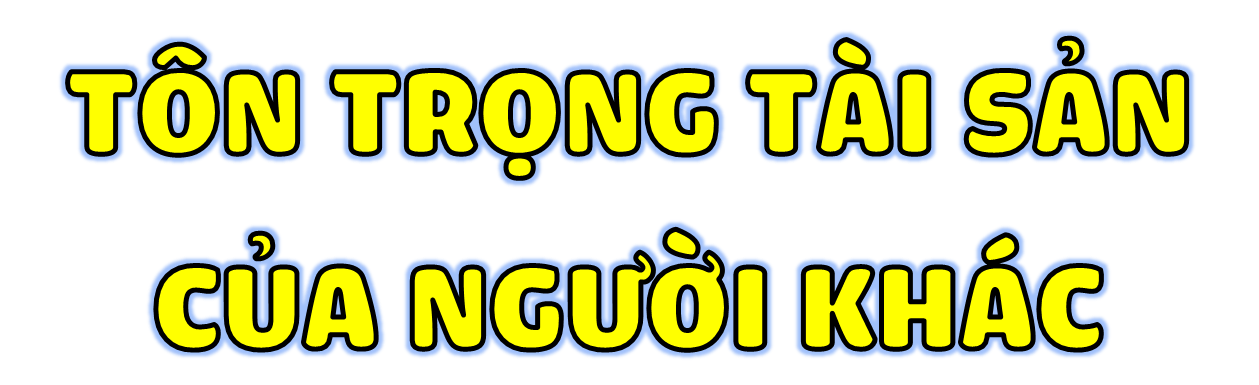 TÔN TRỌNG TÀI SẢN
CỦA NGƯỜI KHÁC